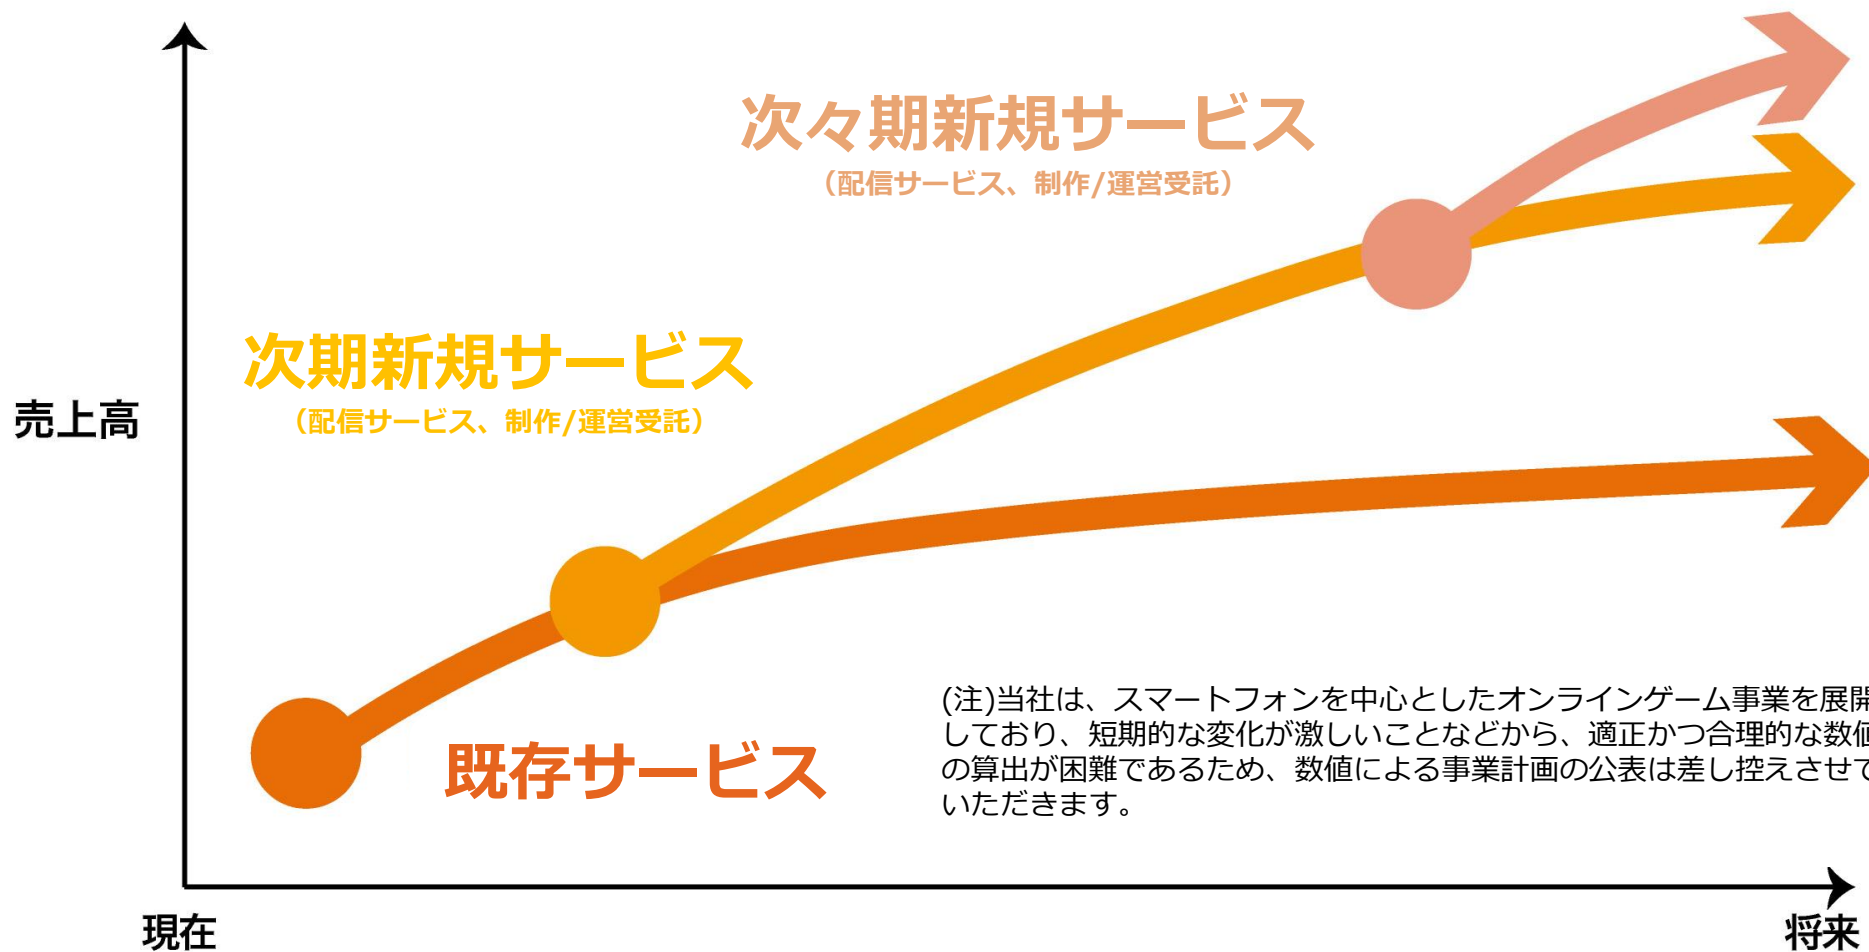 次々期新規サービス
（配信サービス、制作/運営受託）
次期新規サービス
（配信サービス、制作/運営受託）
売上高
既存サービス
(注)当社は、スマートフォンを中心としたオンラインゲーム事業を展開
しており、短期的な変化が激しいことなどから、適正かつ合理的な数値
の算出が困難であるため、数値による事業計画の公表は差し控えさせて
いただきます。
現在
将来